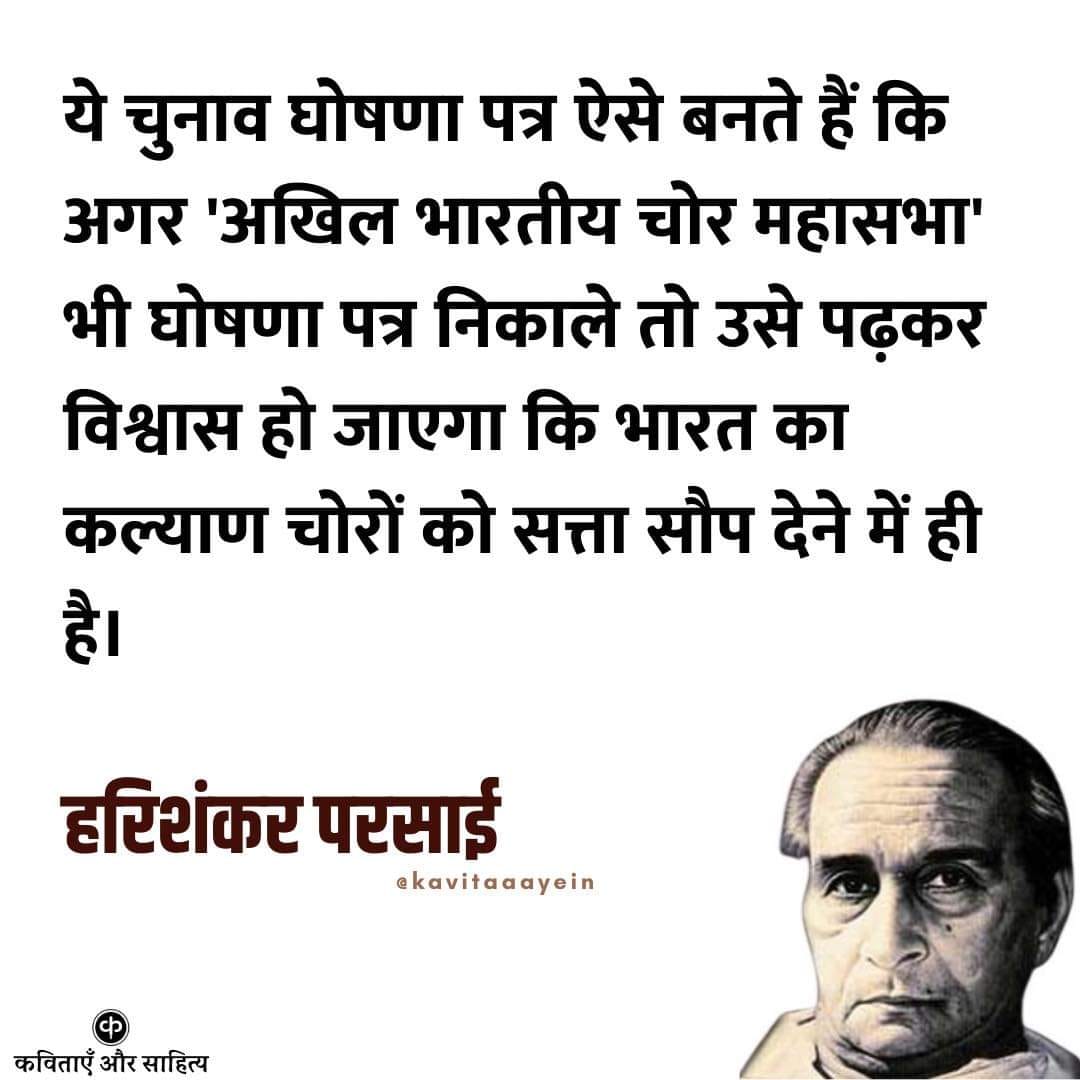 ये चुनाव घोषणा पत्र ऐसे बनते हैं कि
अगर 'अखिल भारतीय चोर महासभा'
भी घोषणा पत्र निकाले तो उसे पढ़कर
विश्वास हो जाएगा कि भारत का
कल्याण चोरों को सत्ता सौप देने में ही
है।
हरिशंकर परसाई
@kavitaaayein
क
कविताएँ और साहित्य